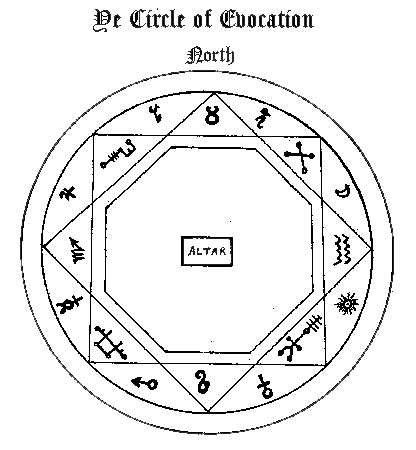 Ye Circle of Evocation
North
ALTAR